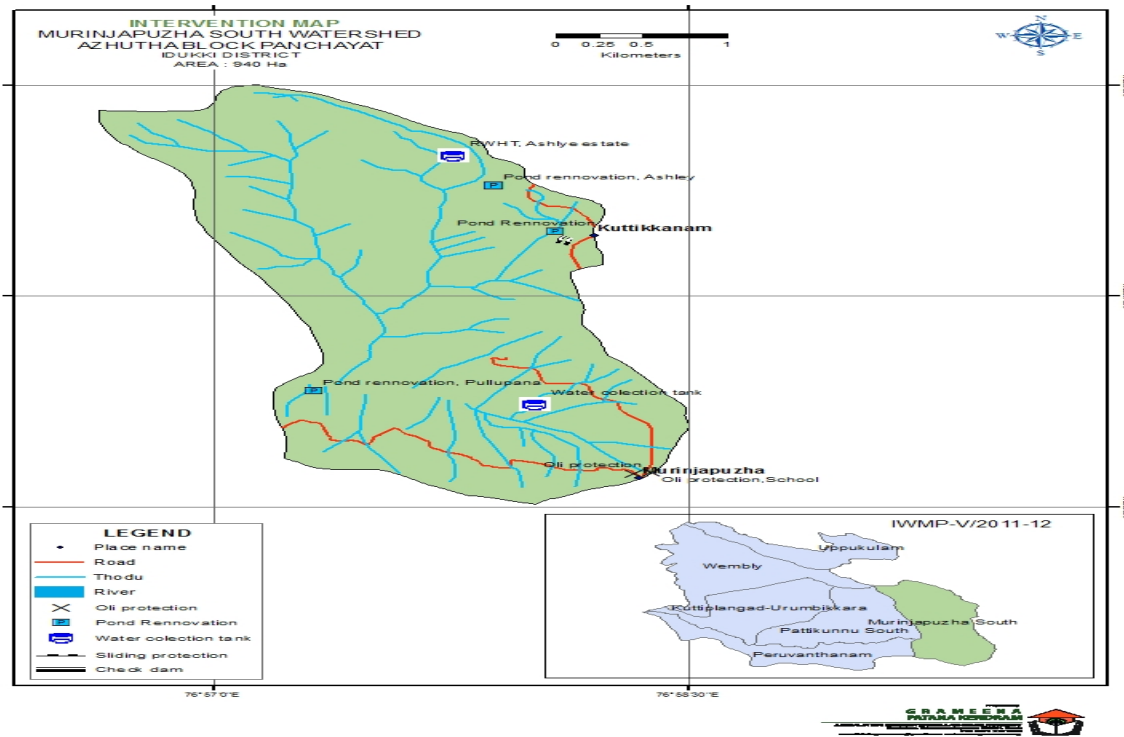 INTERVENTION MAP
MURINJAPUZHA SOUTH WATERSHED
AZHUTHA BLOCK PANCHAYAT
IDUKKI DISTRICT
AREA : 940 Ha
0 0.25 0.5 1
Kilometers
N
W E
S
RWHT, Ashlye estate
Pond rennovation, Ashley
P
Pond Rennovation
P
Kuttikkanam
Pond rennovation, Pullupana
P
Water colection tank
Oli protection
Murinjapuzha
Oli protection,School
LEGEND
Place name
Road
Thodu
River
Oli protection
P Pond Rennovation
Water colection tank
Sliding protection
Check dam
IWMP-V/2011-12
Uppukulam
Wembly
Kuttiplangad-Urumbikkara
Murinjapuzha South
Pattikunnu South
Peruvanthanam
76°57'0"E
76°58'30"E
GRAMEENA
PATANA KENDRAM